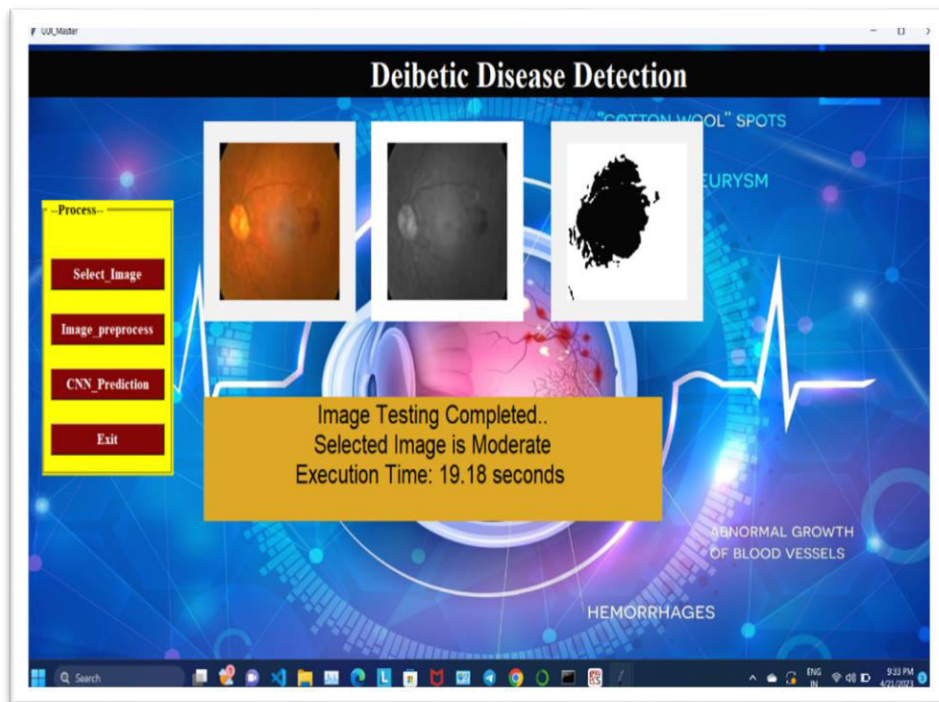 GUI_Master
Deibetic Disease Detection
"COTTON WOOL" SPOTS
EURYSM
--Process--
Select_Image
Image_preprocess
CNN_Prediction
Exit
Image Testing Completed..
Selected Image is Moderate
Execution Time: 19.18 seconds
ABNORMAL GROWTH
OF BLOOD VESSELS
HEMORRHAGES
Search
ENG
IN
9:33 PM
4/21/2023